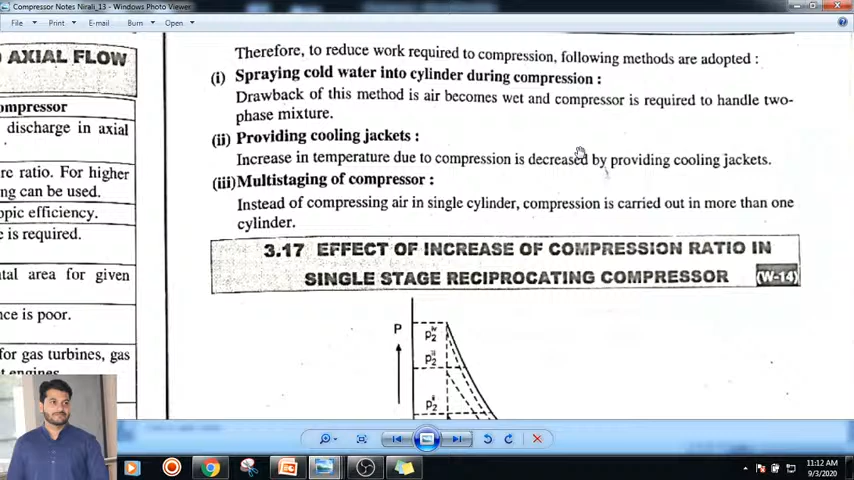 Compressor Notes Nirali_13 - Windows Photo Viewer
File Print E-mail Burn Open
AXIAL FLOW
ompressor
discharge in axial
re ratio. For higher
ng can be used.
opic efficiency.
e is required.
tal area for given
nce is poor.
for gas turbines, gas
t engines.
Therefore, to reduce work required to compression, following methods are adopted :
(i) Spraying cold water into cylinder during compression :
Drawback of this method is air becomes wet and compressor is required to handle two-
phase mixture.
(ii) Providing cooling jackets :
Increase in temperature due to compression is decreased by providing cooling jackets.
(iii) Multistaging of compressor :
Instead of compressing air in single cylinder, compression is carried out in more than one
cylinder.
3.17 EFFECT OF INCREASE OF COMPRESSION RATIO IN
SINGLE STAGE RECIPROCATING COMPRESSOR (W-14)
P
11:12 AM
9/3/2020